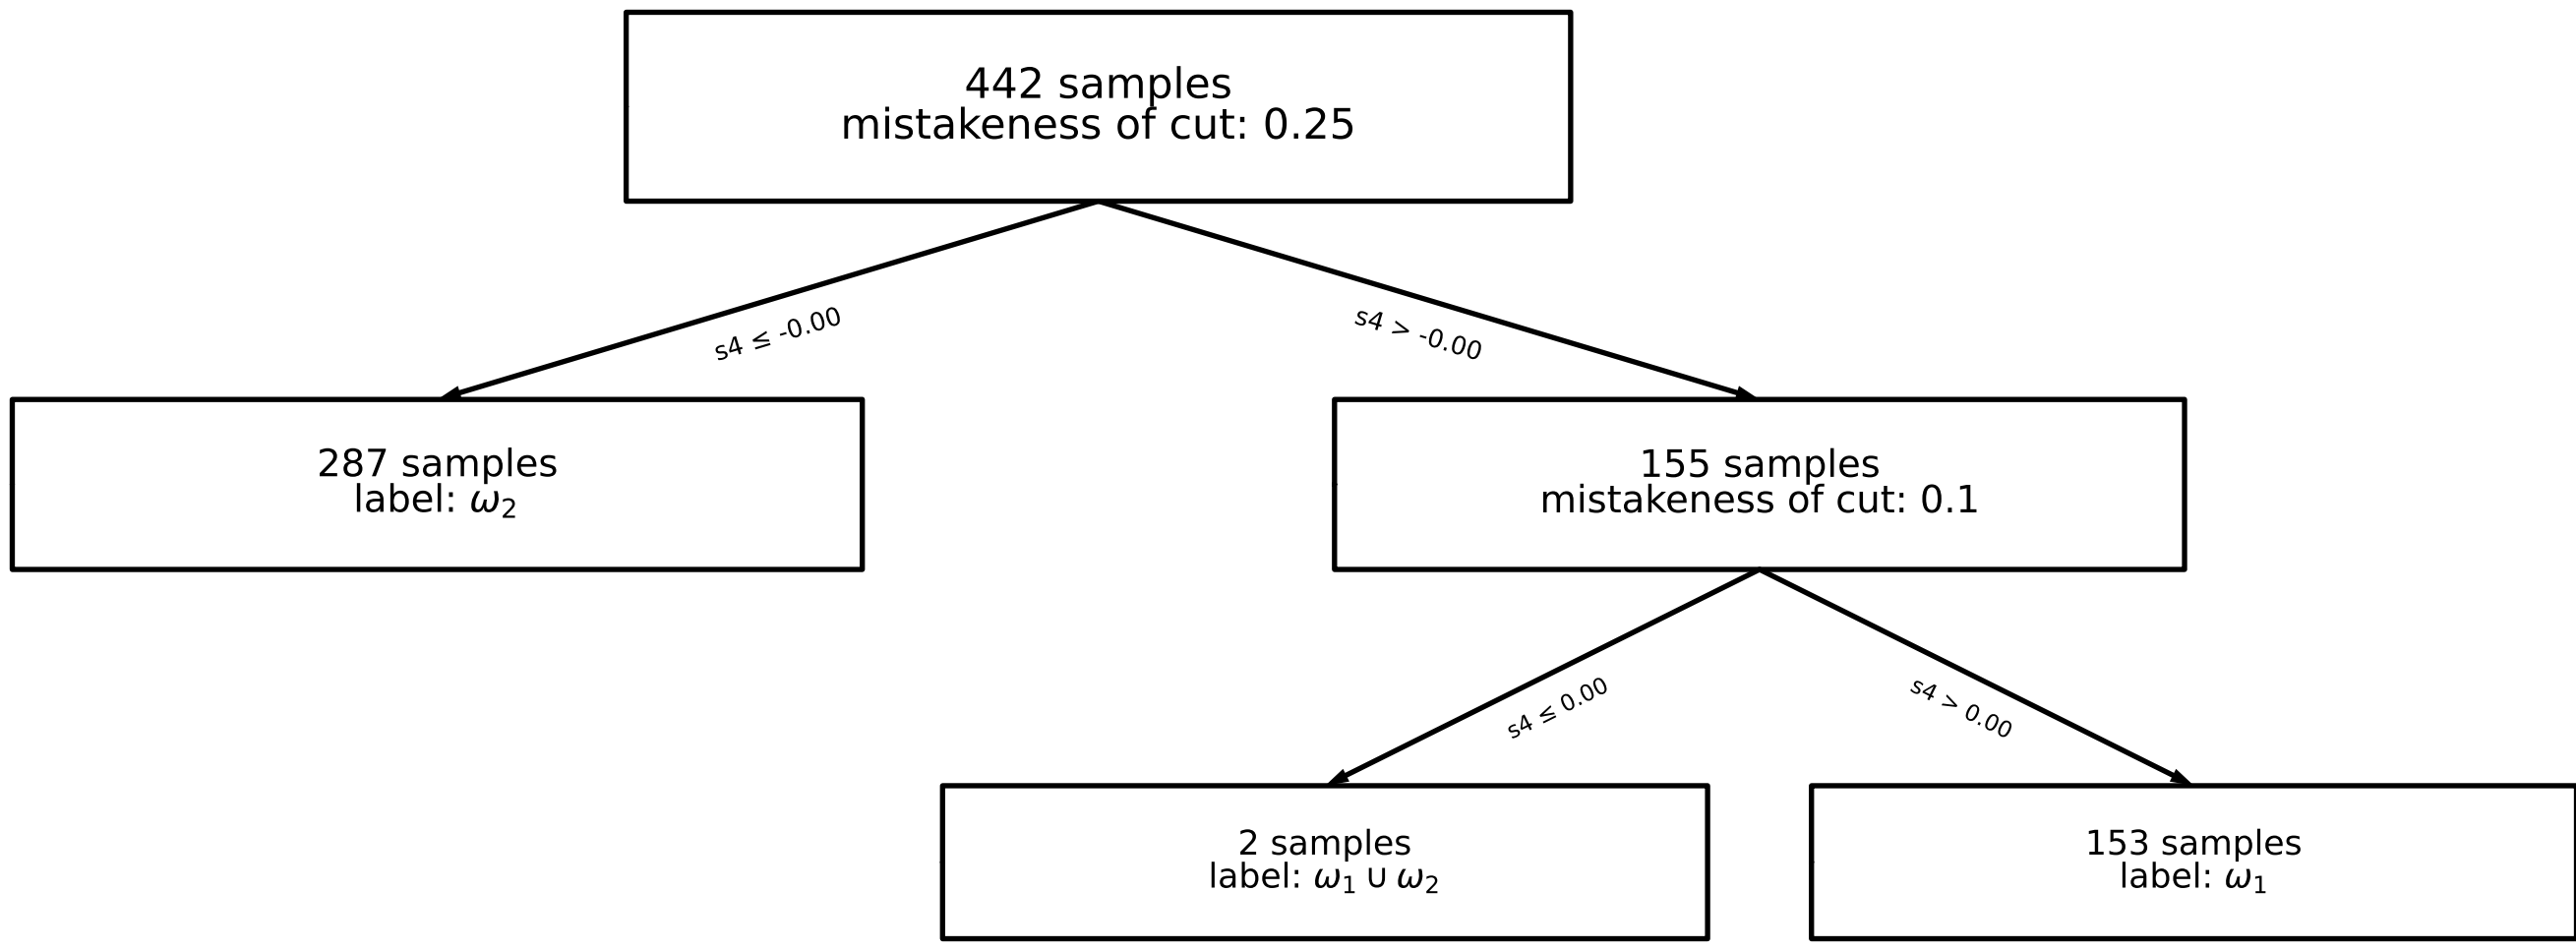 442 samples
mistakeness of cut: 0.25
s4 ≤ -0.00
s4 > -0.00
287 samples
label: ω₂
155 samples
mistakeness of cut: 0.1
s4 ≤ 0.00
s4 > 0.00
2 samples
label: ω₁ ∪ ω₂
153 samples
label: ω₁